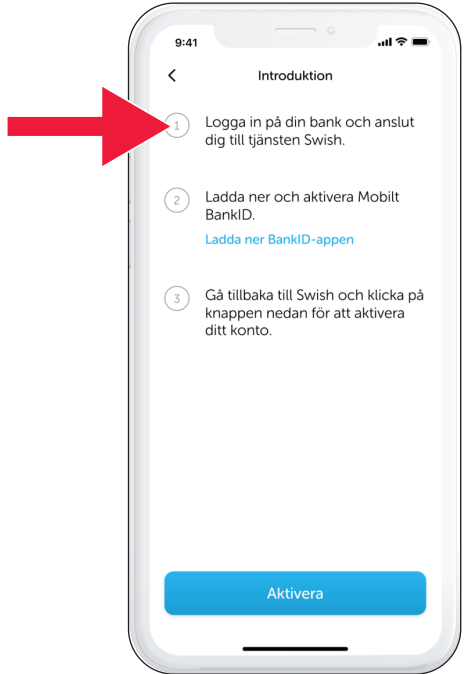 9:41
Introduktion
1
Logga in på din bank och anslut
dig till tjänsten Swish.
2
Ladda ner och aktivera Mobilt
BankID.
Ladda ner BankID-appen
3
Gå tillbaka till Swish och klicka på
knappen nedan för att aktivera
ditt konto.
Aktivera